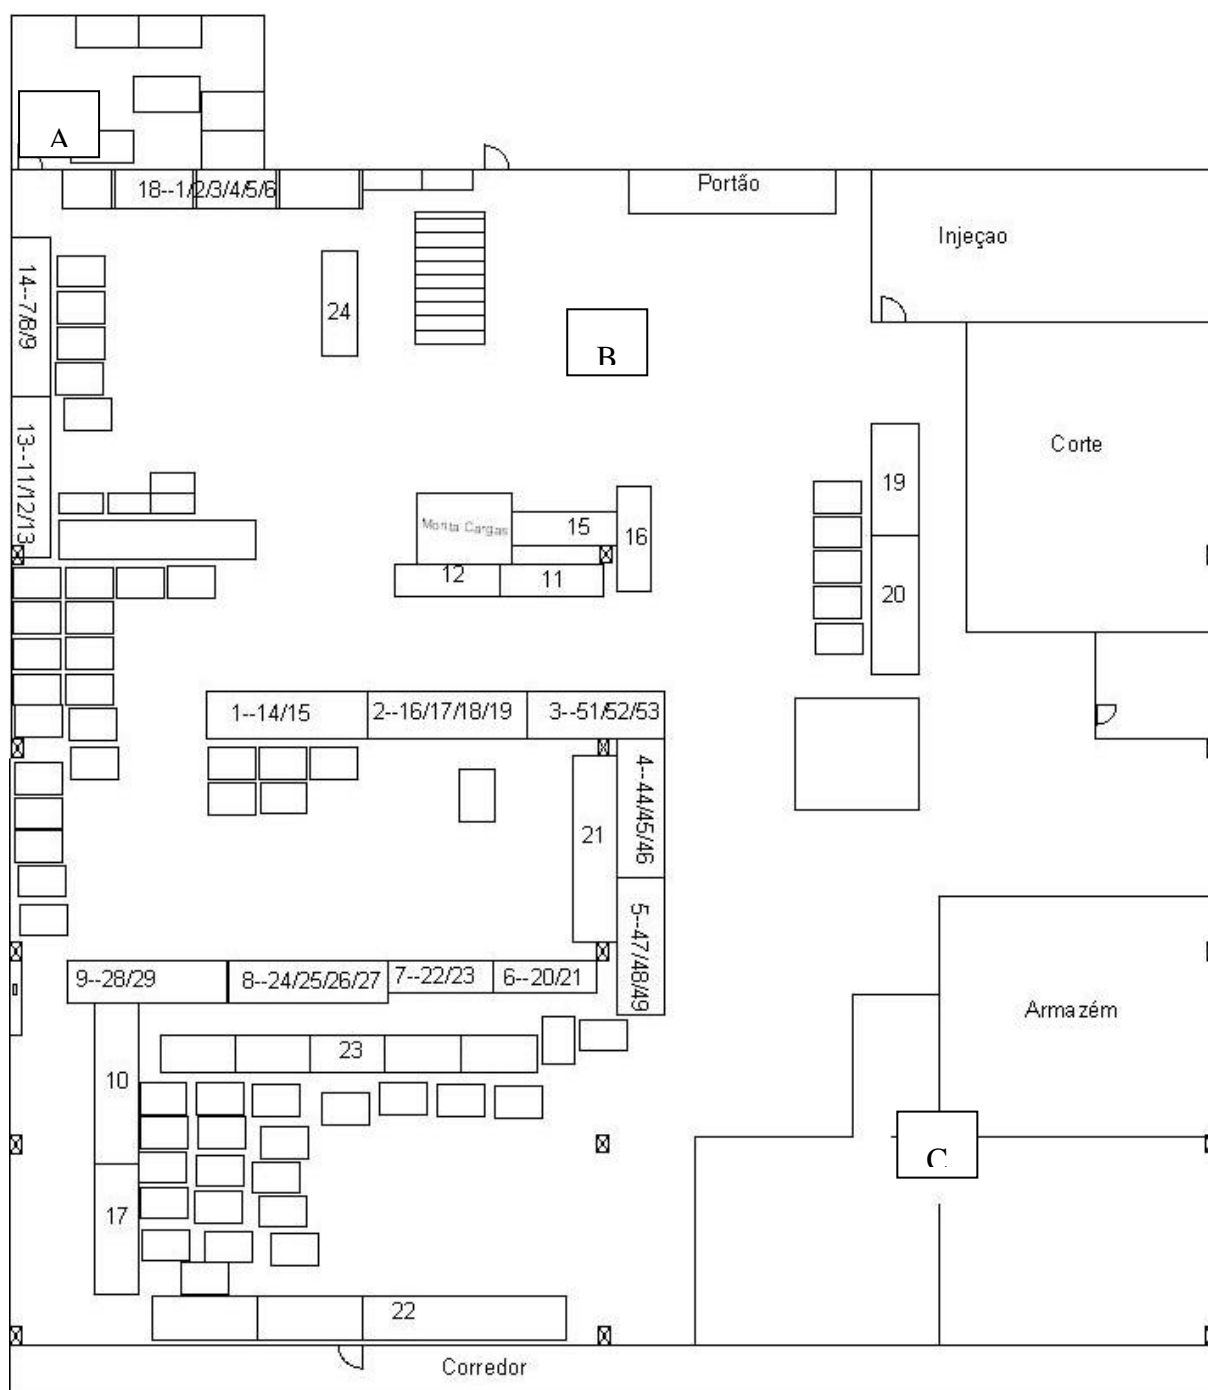 A
18--1/2/3/4/5/6
Portão
Injeçao
14--7/8/9
24
B
13--11/12/13
Corte
19
Monta Cargas
15
16
12
11
20
1--14/15
2--16/17/18/19
3--51/52/53
4--44/45/46
21
5--47/48/49
9--28/29
8--24/25/26/27
7--22/23
6--20/21
Armazém
23
10
C
17
22
Corredor